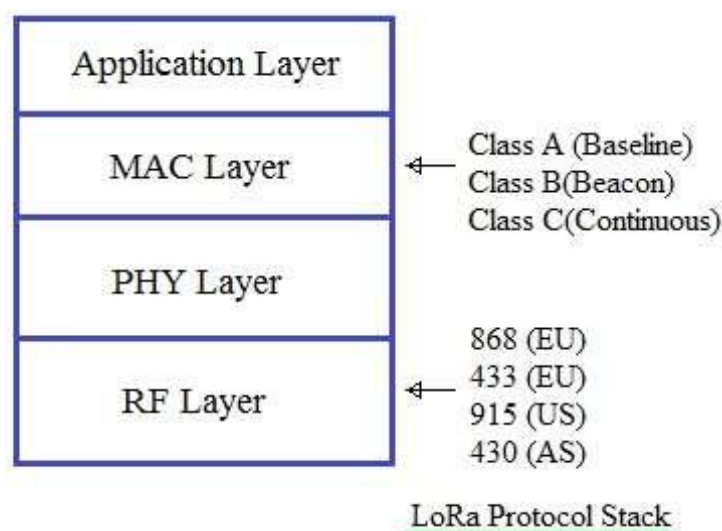 Application Layer
MAC Layer
Class A (Baseline)
Class B(Beacon)
Class C(Continuous)
PHY Layer
RF Layer
868 (EU)
433 (EU)
915 (US)
430 (AS)
LoRa Protocol Stack